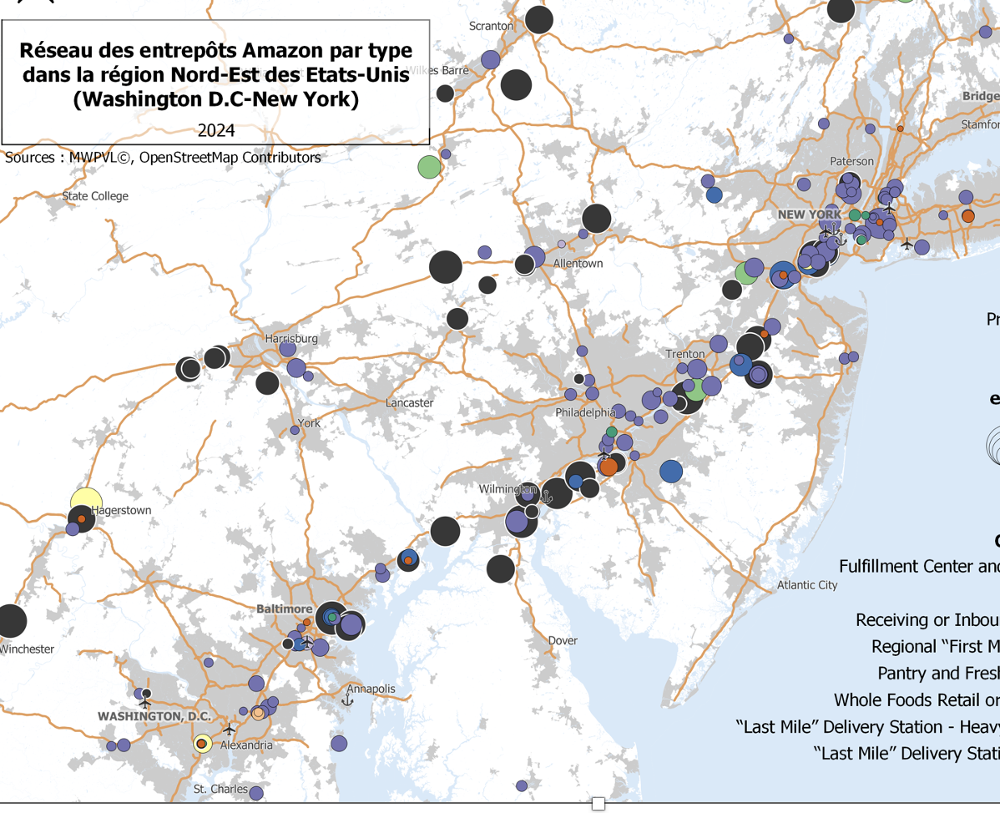 Réseau des entrepôts Amazon par type
dans la région Nord-Est des Etats-Unis
(Washington D.C-New York)
2024
Sources : MWPVL©, OpenStreetMap Contributors
Scranton
Wilkes Barre
Bridge
Stamfor
Paterson
State College
NEW YORK
Allentown
Pr
Harrisburg
Trenton
Lancaster
e
Philadelphia
York
Wilmington
Hagerstown
C
Fulfillment Center and
Atlantic City
Baltimore
Receiving or Inbou
Winchester
Dover
Regional “First M
Pantry and Fresh
Annapolis
Whole Foods Retail or
WASHINGTON, D.C.
“Last Mile” Delivery Station - Heavy
Alexandria
“Last Mile” Delivery Stati
St. Charles